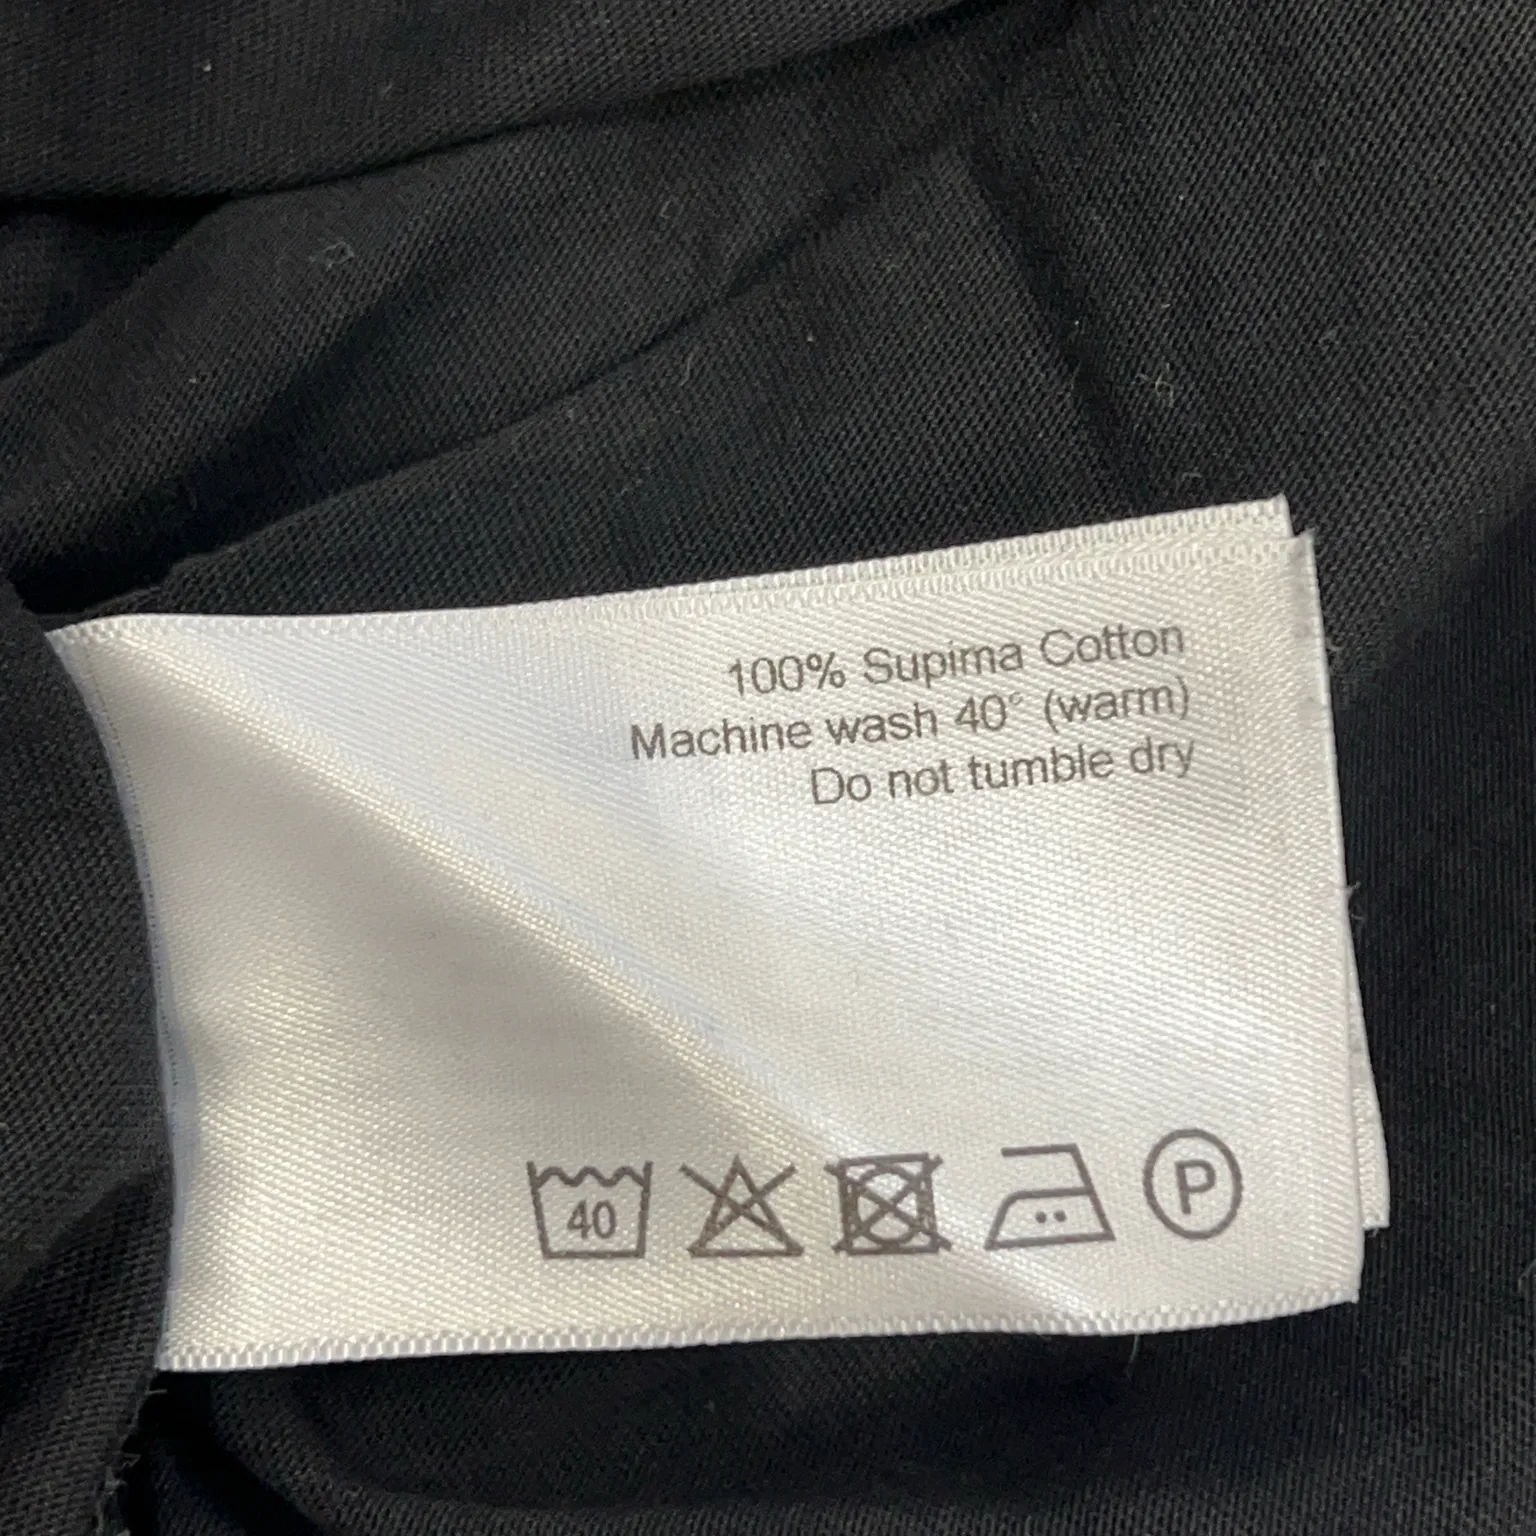 100% Supima Cotton
Machine wash 40° (warm)
Do not tumble dry
40
P